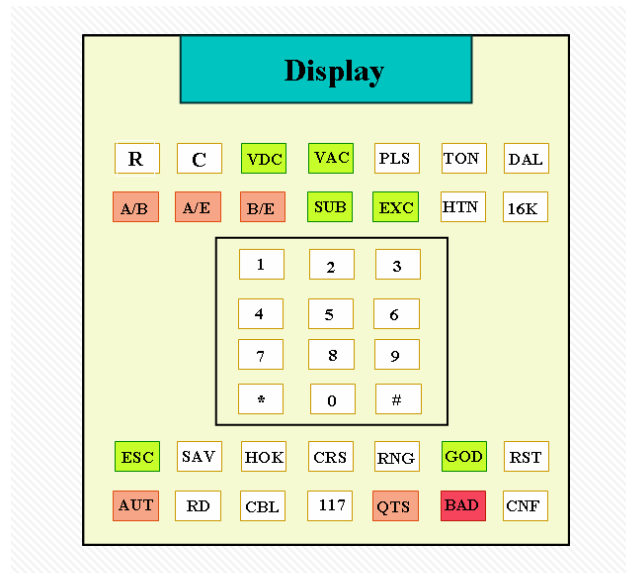 Display
R C VDC VAC PLS TON DAL
A/B A/E B/E SUB EXC HTN 16K
1 2 3
4 5 6
7 8 9
* 0 #
ESC SAV HOK CRS RNG GOD RST
AUT RD CBL 117 QTS BAD CNF